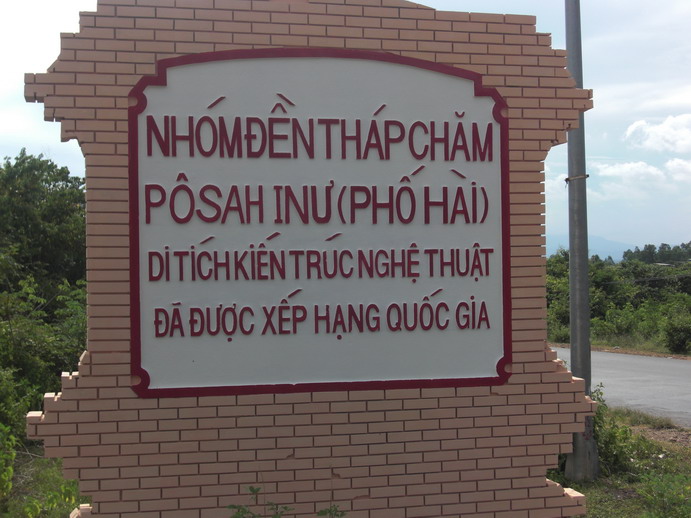 NHÓM ĐỀN THÁP CHĂM
PÔSAH INƯ (PHỐ HÀI)
DI TÍCH KIẾN TRÚC NGHỆ THUẬT
ĐÃ ĐƯỢC XẾP HẠNG QUỐC GIA